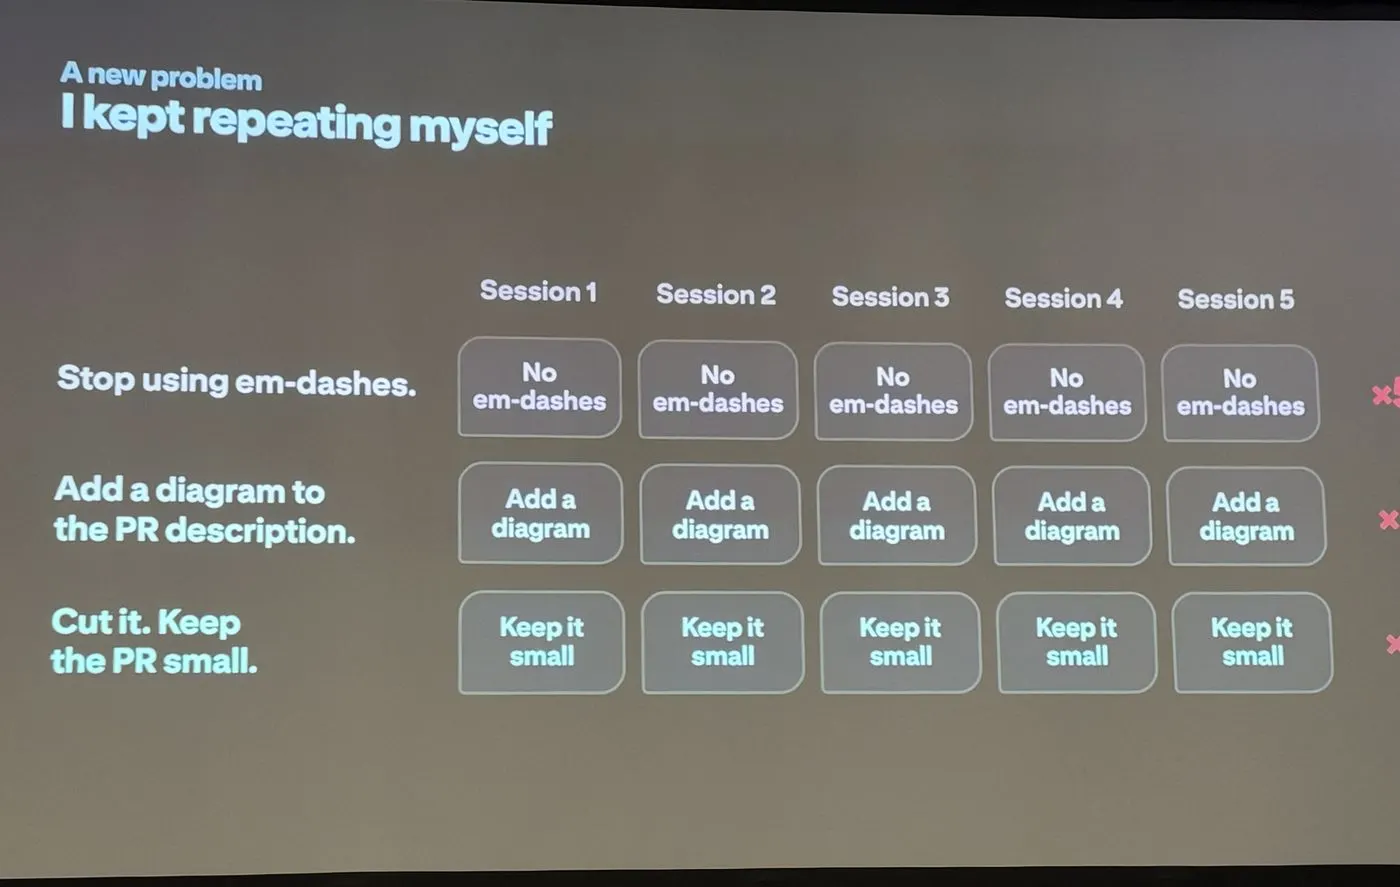 A new problem
I kept repeating myself
Session 1 Session 2 Session 3 Session 4 Session 5
Stop using em-dashes.
No
em-dashes
No
em-dashes
No
em-dashes
No
em-dashes
No
em-dashes
Add a diagram to
the PR description.
Add a
diagram
Add a
diagram
Add a
diagram
Add a
diagram
Add a
diagram
Cut it. Keep
the PR small.
Keep it
small
Keep it
small
Keep it
small
Keep it
small
Keep it
small